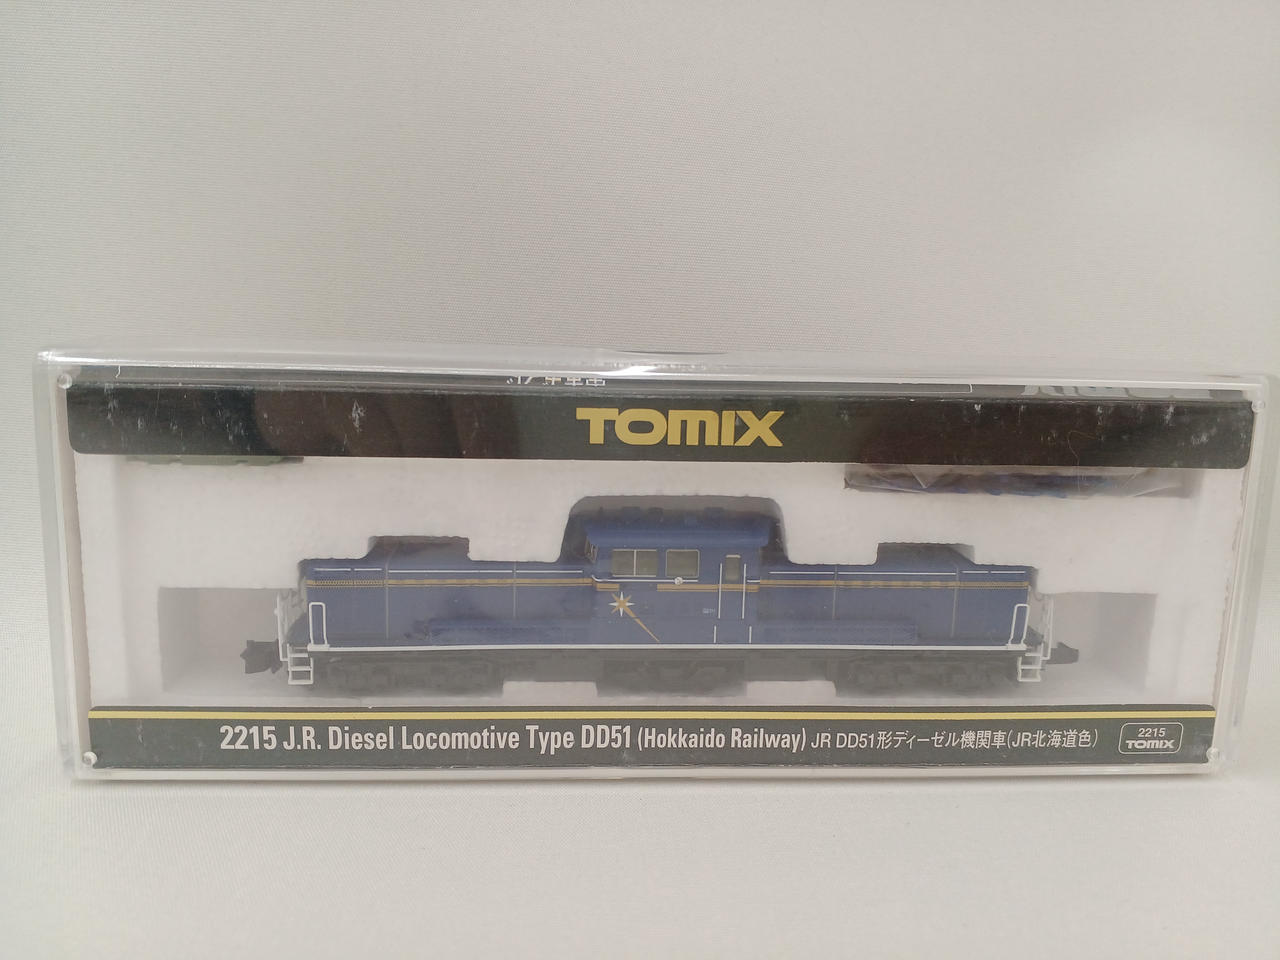 TOMIX
2215 J.R. Diesel Locomotive Type DD51 (Hokkaido Railway) JR DD51形ディーゼル機関車(JR北海道色)
2215
TOMIX